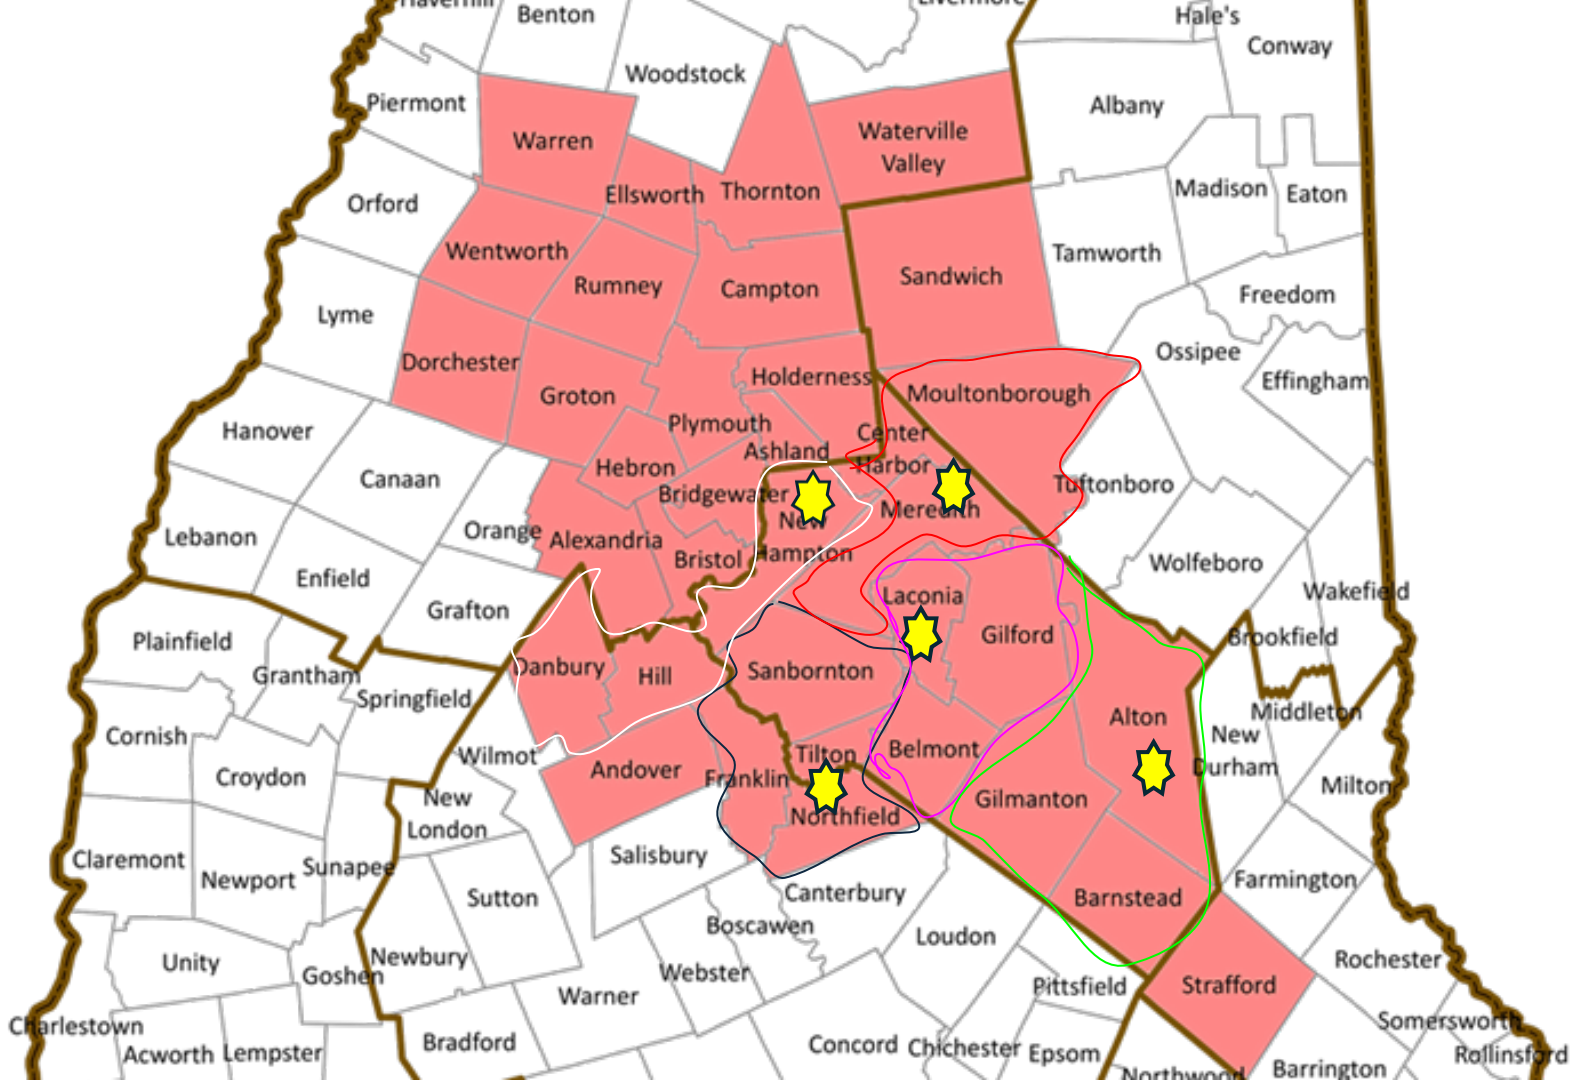 Haverhill
Benton
Livermore
Hale's
Conway
Woodstock
Piermont
Albany
Warren
Waterville
Valley
Ellsworth
Thornton
Madison
Eaton
Orford
Wentworth
Tamworth
Rumney
Campton
Sandwich
Freedom
Lyme
Ossipee
Dorchester
Holderness
Effingham
Groton
Moultonborough
Plymouth
Hanover
Center
Harbor
Ashland
Hebron
Canaan
Tuftonboro
Bridgewater
New
Hampton
Meredith
Orange
Lebanon
Alexandria
Bristol
Wolfeboro
Enfield
Wakefield
Laconia
Grafton
Gilford
Brookfield
Plainfield
Danbury
Hill
Sanbornton
Grantham
Springfield
Middleton
Alton
Cornish
New
Durham
Wilmot
Tilton
Belmont
Andover
Franklin
Croydon
Milton
New
London
Gilmanton
Northfield
Claremont
Salisbury
Sunapee
Newport
Farmington
Sutton
Canterbury
Barnstead
Boscawen
Loudon
Newbury
Unity
Goshen
Webster
Rochester
Warner
Pittsfield
Strafford
Charlestown
Somersworth
Bradford
Concord
Chichester
Epsom
Acworth
Lempster
Rollinsford
Barrington
Northwood